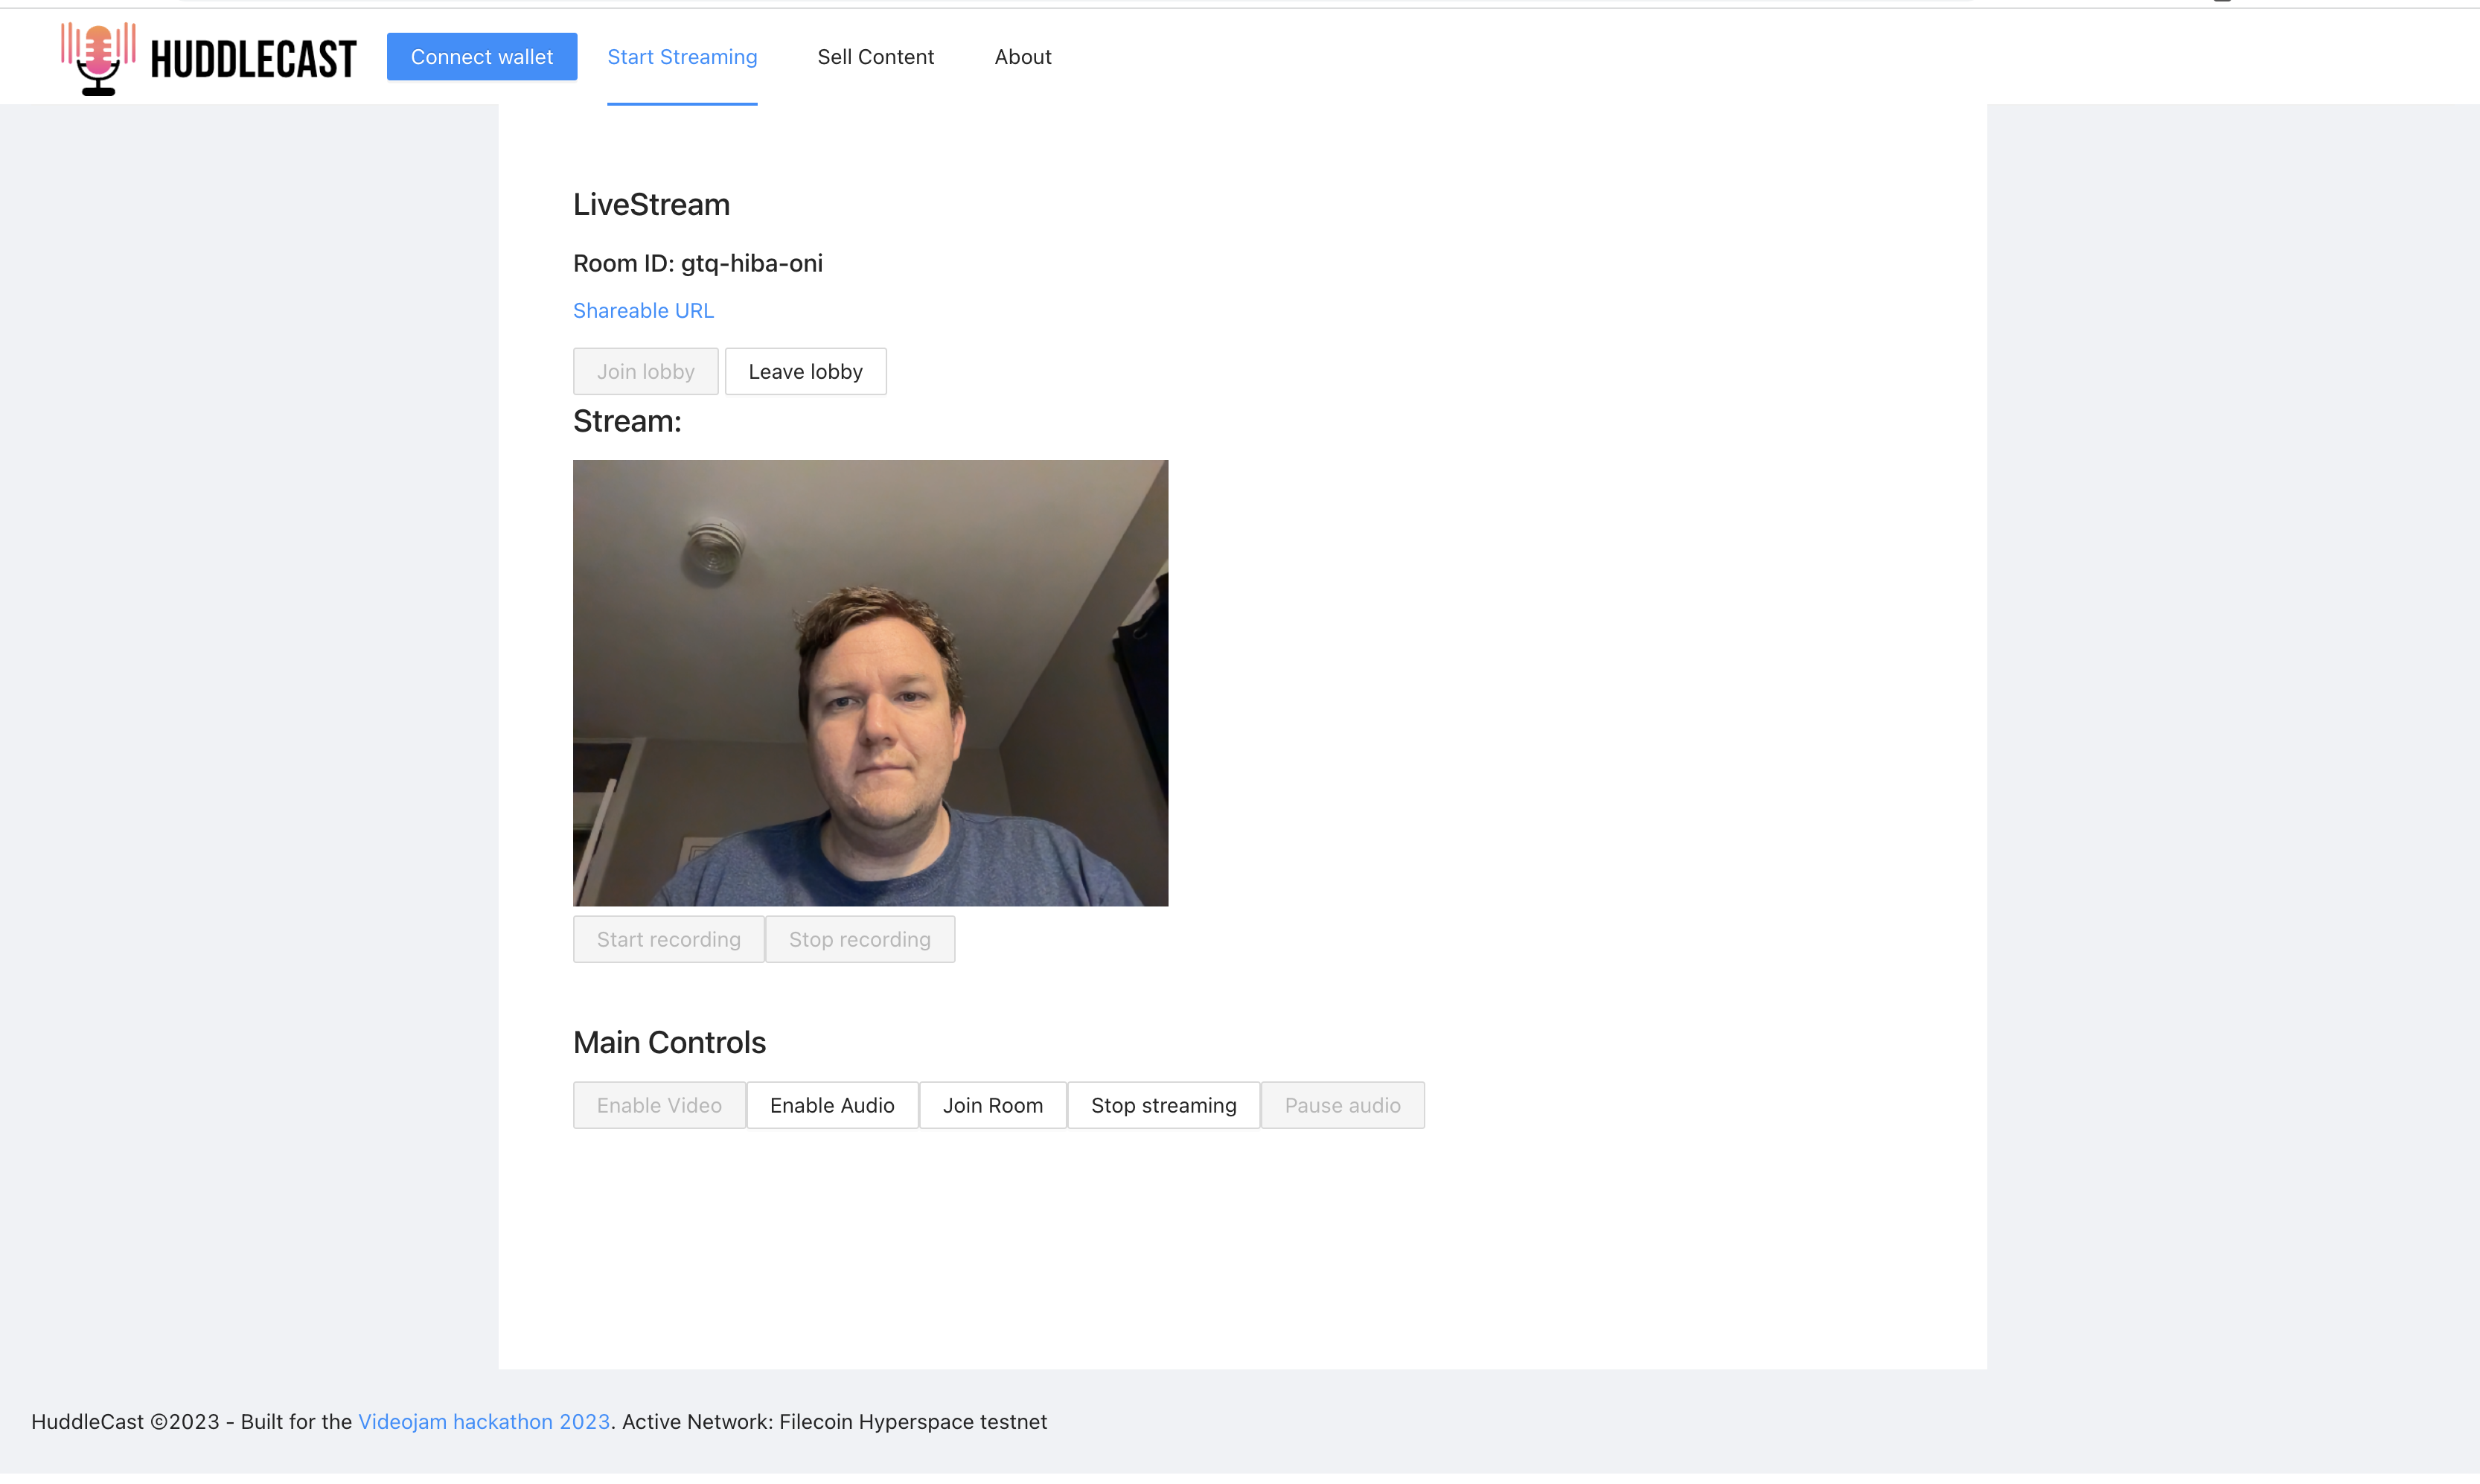 HUDDLECAST Connect wallet Start Streaming Sell Content About
LiveStream
Room ID: gtq-hiba-oni
Shareable URL
Join lobby Leave lobby
Stream:
Start recording Stop recording
Main Controls
Enable Video Enable Audio Join Room Stop streaming Pause audio
HuddleCast ©2023 - Built for the Videojam hackathon 2023. Active Network: Filecoin Hyperspace testnet